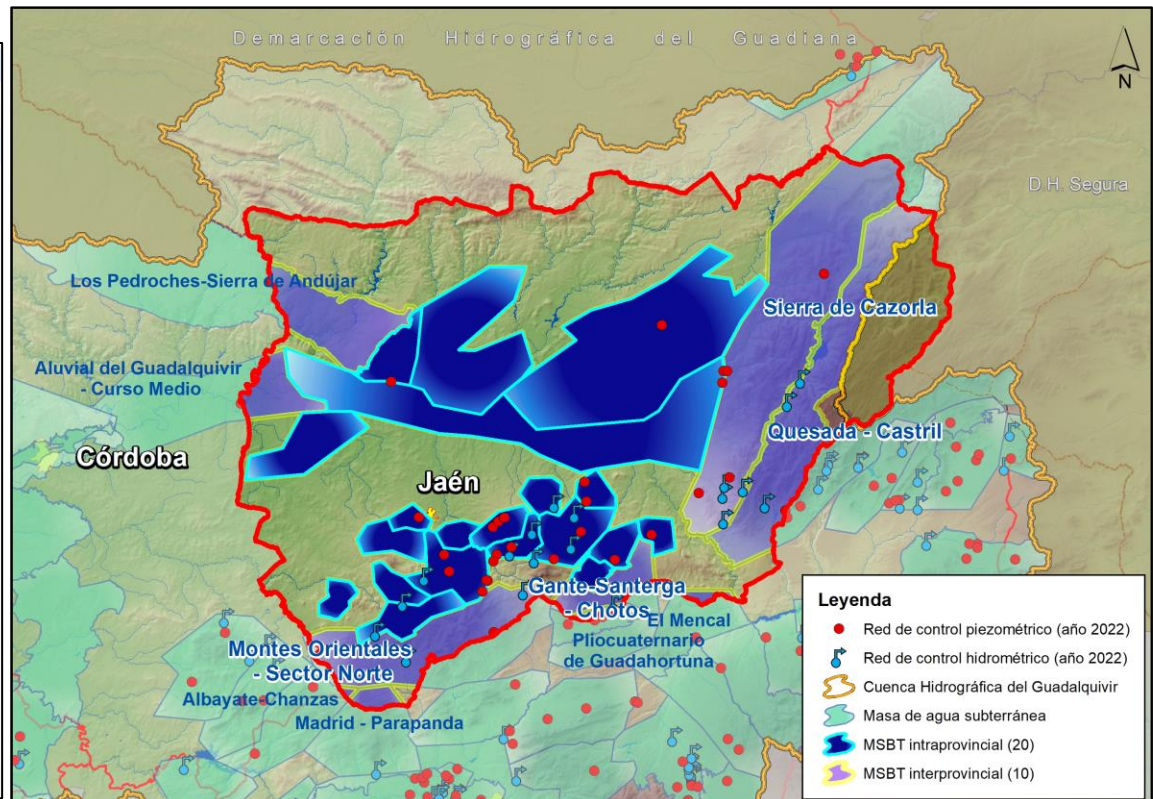 Demarcación Hidrográfica del Guadiana
N
D.H. Segura
Los Pedroches-Sierra de Andújar
Sierra de Cazorla
Aluvial del Guadalquivir
- Curso Medio
Quesada - Castril
Córdoba
Jaén
Gante-Santerga
- Chotos
El Mencal
Pliocuaternario
de Guadahortuna
Montes Orientales
- Sector Norte
Albayate-Chanzas
Madrid - Parapanda
Leyenda
Red de control piezométrico (año 2022)
Red de control hidrométrico (año 2022)
Cuenca Hidrográfica del Guadalquivir
Masa de agua subterránea
MSBT intraprovincial (20)
MSBT interprovincial (10)